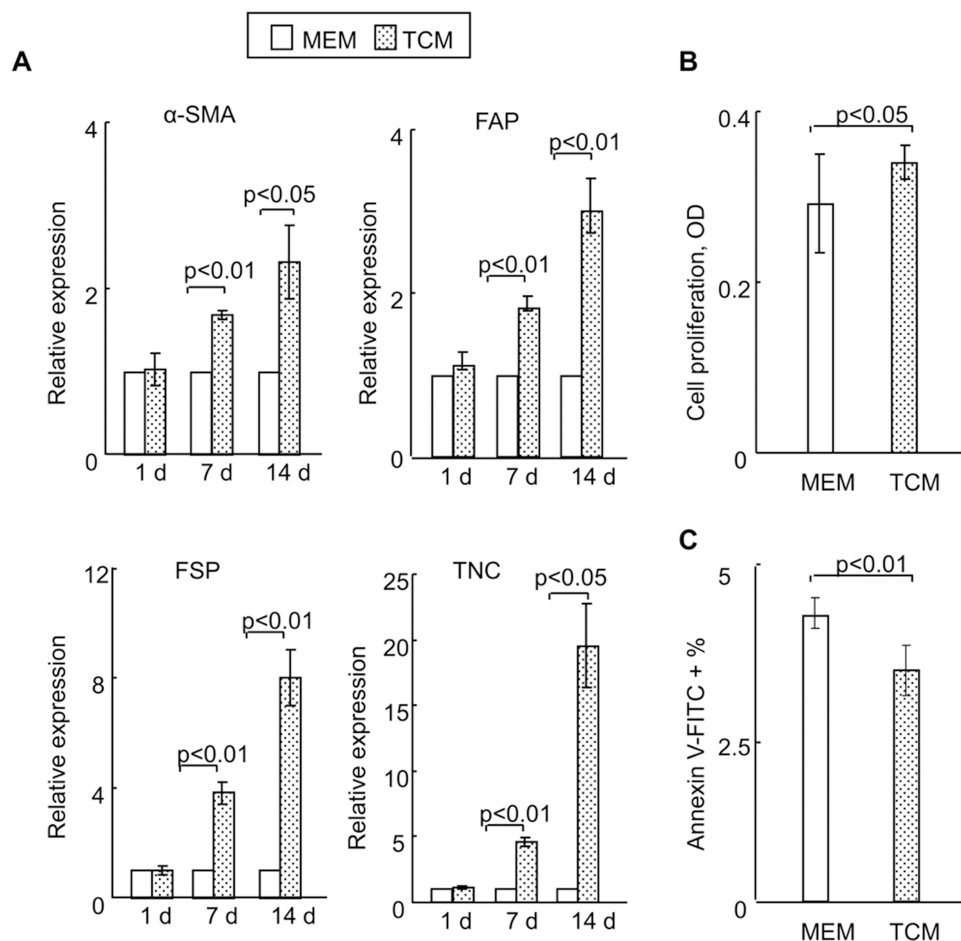 MEM TCM
A
α-SMA
Relative expression
4
2
0
p<0.01
p<0.05
1 d 7 d 14 d
FAP
Relative expression
4
2
0
p<0.01
p<0.01
1 d 7 d 14 d
FSP
Relative expression
12
8
4
0
p<0.01
p<0.01
1 d 7 d 14 d
TNC
Relative expression
25
20
15
10
5
0
p<0.01
p<0.05
1 d 7 d 14 d
B
Cell proliferation, OD
0.4
0.2
0
p<0.05
MEM TCM
C
Annexin V-FITC + %
5
2.5
0
p<0.01
MEM TCM